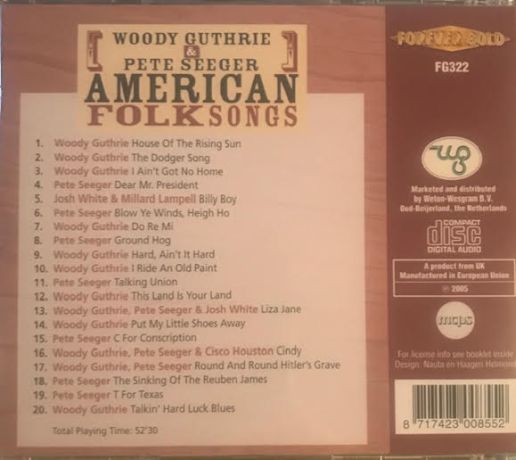 WOODY GUTHRIE
&
PETE SEEGER
AMERICAN
FOLKSONGS
1. Woody Guthrie House Of The Rising Sun
2. Woody Guthrie The Dodger Song
3. Woody Guthrie I Ain't Got No Home
4. Pete Seeger Dear Mr. President
5. Josh White & Millard Lampell Billy Boy
6. Pete Seeger Blow Ye Winds, Heigh Ho
7. Woody Guthrie Do Re Mi
8. Pete Seeger Ground Hog
9. Woody Guthrie Hard, Ain't It Hard
10. Woody Guthrie I Ride An Old Paint
11. Pete Seeger Talking Union
12. Woody Guthrie This Land Is Your Land
13. Woody Guthrie, Pete Seeger & Josh White Liza Jane
14. Woody Guthrie Put My Little Shoes Away
15. Pete Seeger C For Conscription
16. Woody Guthrie, Pete Seeger & Cisco Houston Cindy
17. Woody Guthrie, Pete Seeger Round And Round Hitler's Grave
18. Pete Seeger The Sinking Of The Reuben James
19. Pete Seeger T For Texas
20. Woody Guthrie Talkin' Hard Luck Blues
Total Playing Time: 52'30
FOREVER GOLD
FG322
wg
Marketed and distributed
by Weton-Wesgram B.V.
Oud-Beijerland, the Netherlands
COMPACT
disc
DIGITAL AUDIO
A product from UK
Manufactured in European Union
℗ 2005
mcps
For license info see booklet inside
Design: Nauta en Haagen Helmond
8 717423 008552